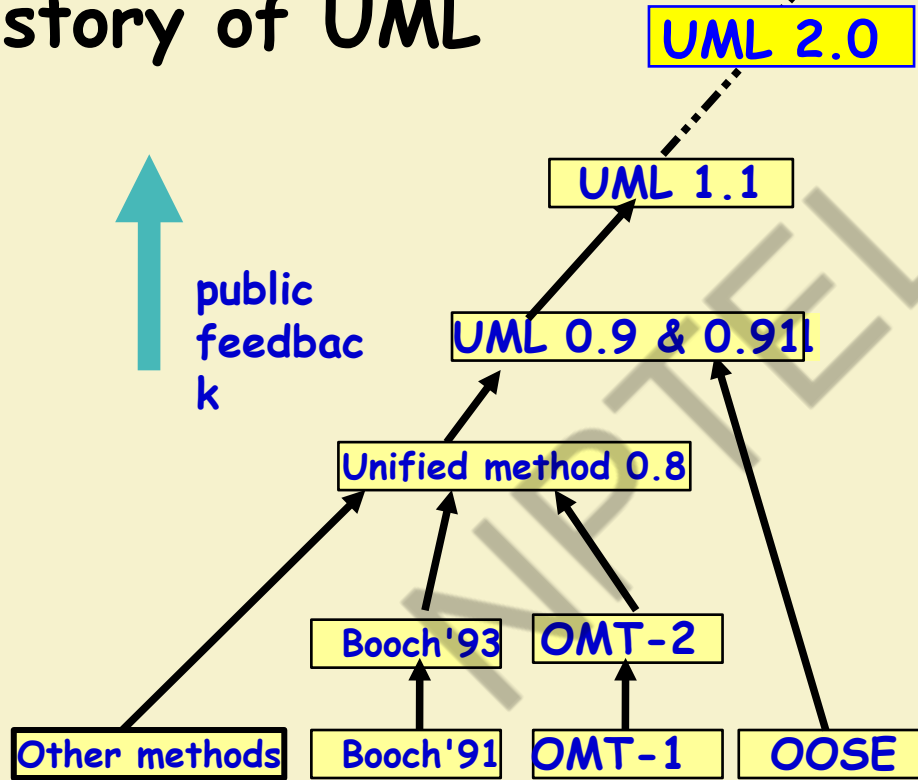 story of UML
UML 2.0
UML 1.1
public
feedbac
k
UML 0.9 & 0.91
Unified method 0.8
Booch'93
OMT-2
Other methods
Booch'91
OMT-1
OOSE
NPTEL